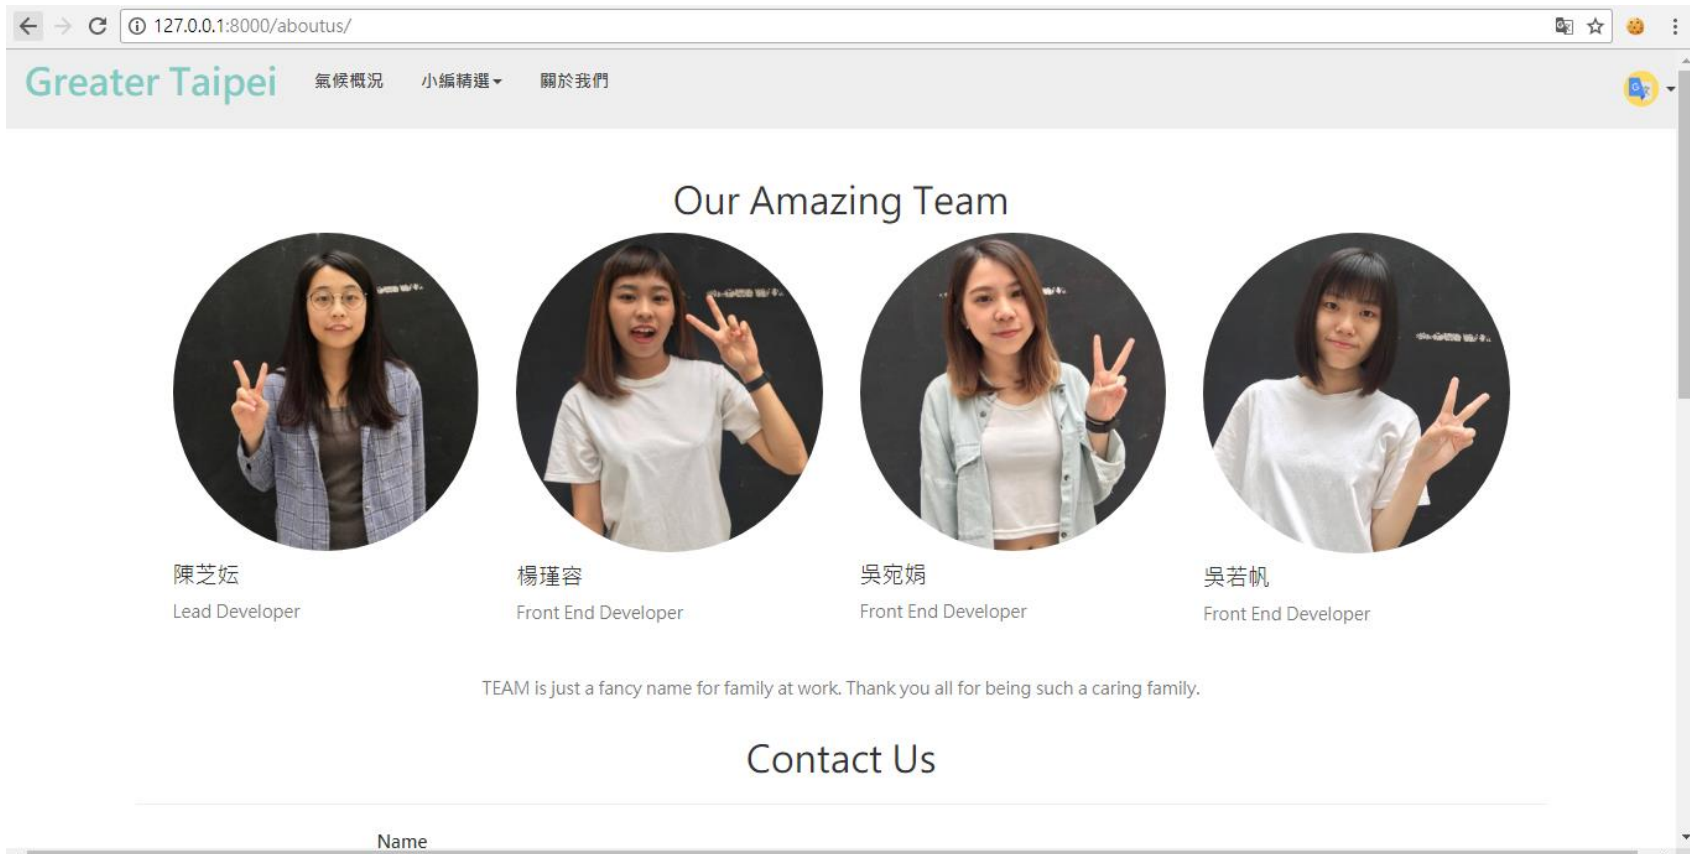 127.0.0.1:8000/aboutus/
Greater Taipei 氣候概況 小編精選 關於我們
Our Amazing Team
陳芝妘 楊瑾容 吳宛娟 吳若帆
Lead Developer Front End Developer Front End Developer Front End Developer
TEAM is just a fancy name for family at work. Thank you all for being such a caring family.
Contact Us
Name